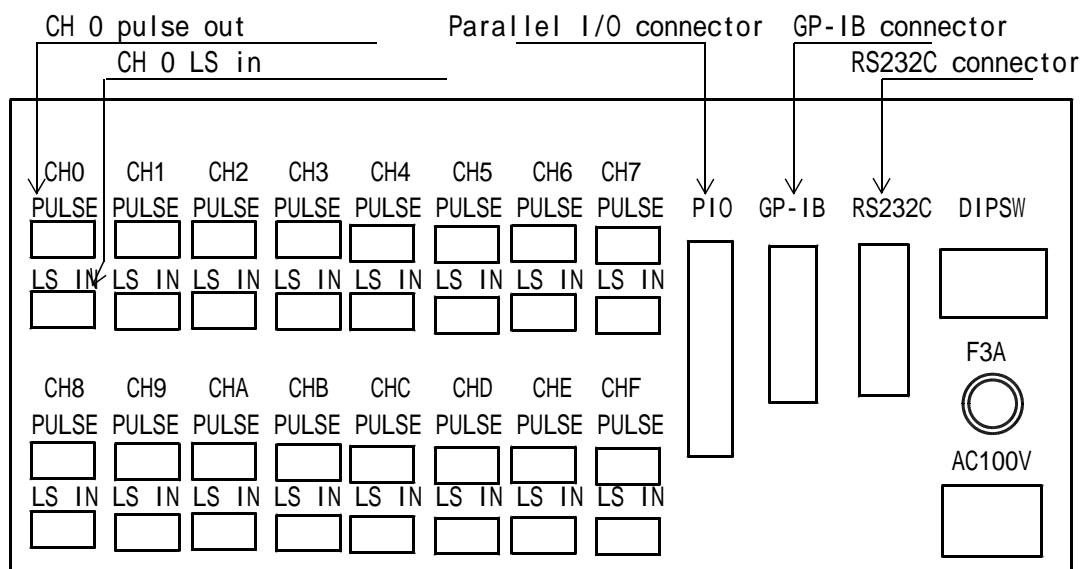 CH 0 pulse out Parallel I/O connector GP-IB connector
CH 0 LS in RS232C connector
CH0 CH1 CH2 CH3 CH4 CH5 CH6 CH7
PULSE PULSE PULSE PULSE PULSE PULSE PULSE PULSE PIO GP-IB RS232C DIPSW
LS IN LS IN LS IN LS IN LS IN LS IN LS IN LS IN
F3A
CH8 CH9 CHA CHB CHC CHD CHE CHF
PULSE PULSE PULSE PULSE PULSE PULSE PULSE PULSE
AC100V
LS IN LS IN LS IN LS IN LS IN LS IN LS IN LS IN